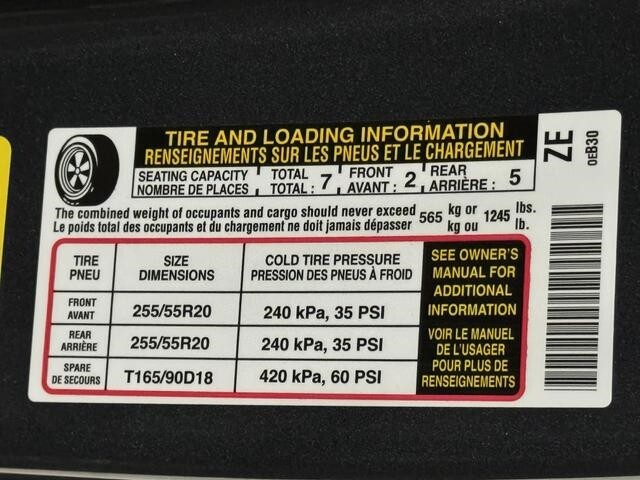 TIRE AND LOADING INFORMATION
RENSEIGNEMENTS SUR LES PNEUS ET LE CHARGEMENT
SEATING CAPACITY TOTAL FRONT REAR
NOMBRE DE PLACES TOTAL : 7 AVANT : 2 ARRIÈRE : 5
The combined weight of occupants and cargo should never exceed 565 kg or 1245 lbs.
Le poids total des occupants et du chargement ne doit jamais dépasser kg ou lb.
TIRE SIZE COLD TIRE PRESSURE
PNEU DIMENSIONS PRESSION DES PNEUS À FROID
FRONT
AVANT 255/55R20 240 kPa, 35 PSI
REAR
ARRIÈRE 255/55R20 240 kPa, 35 PSI
SPARE
DE SECOURS T165/90D18 420 kPa, 60 PSI
SEE OWNER'S
MANUAL FOR
ADDITIONAL
INFORMATION
VOIR LE MANUEL
DE L'USAGER
POUR PLUS DE
RENSEIGNEMENTS
ZE
0EB30